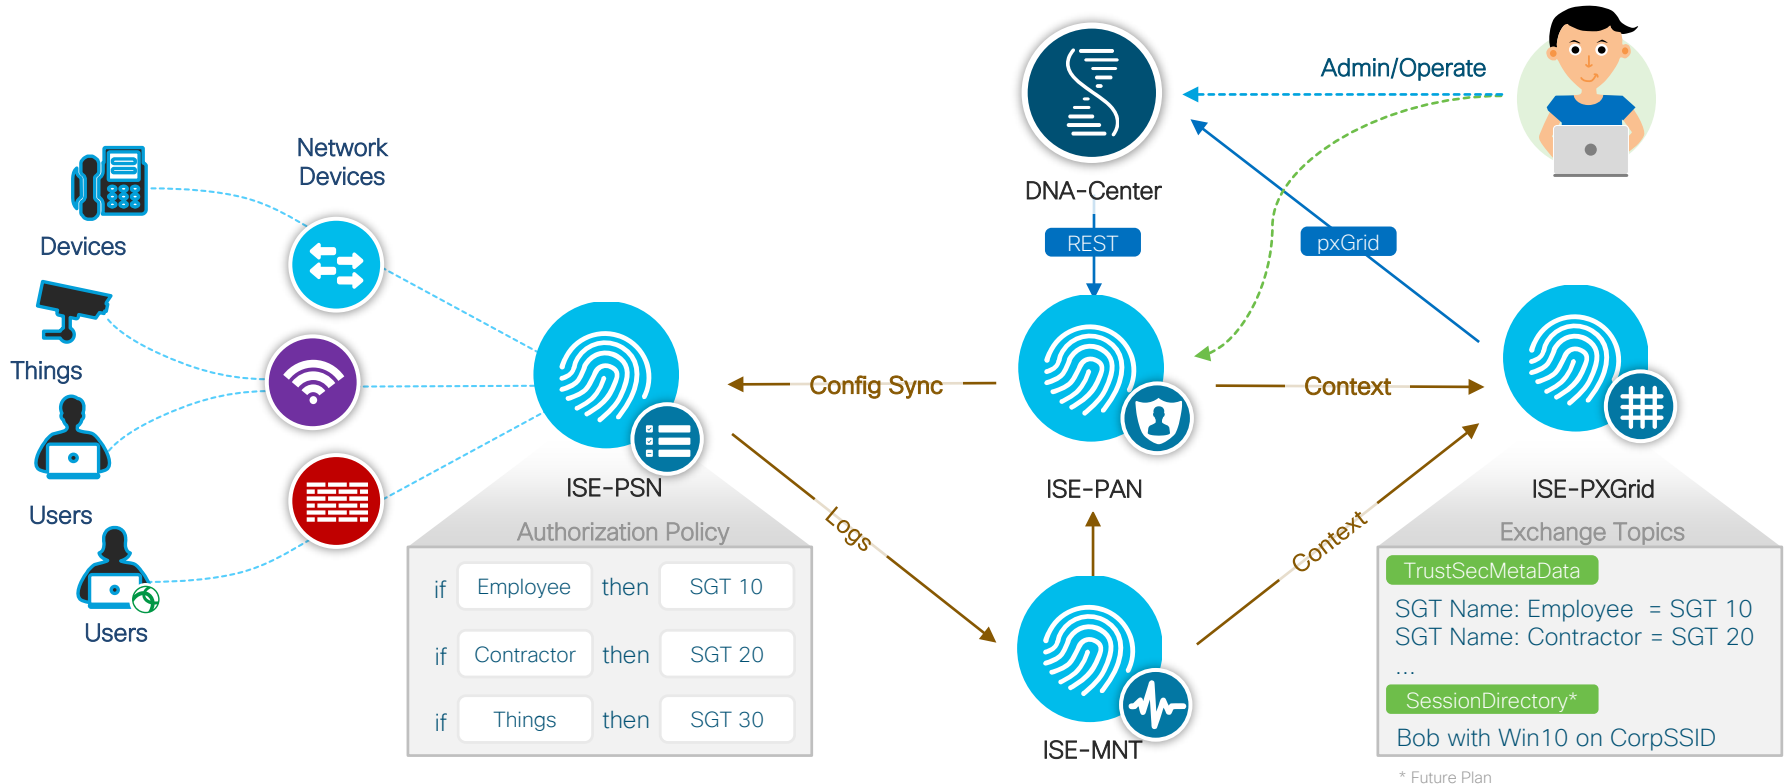 Admin/Operate
Network
Devices
DNA-Center
Devices
REST
pxGrid
Things
Config Sync
Context
Users
ISE-PSN
ISE-PAN
ISE-PXGrid
Logs
Context
Authorization Policy
if Employee then SGT 10
if Contractor then SGT 20
if Things then SGT 30
Users
ISE-MNT
Exchange Topics
TrustSecMetaData
SGT Name: Employee = SGT 10
SGT Name: Contractor = SGT 20
...
SessionDirectory*
Bob with Win10 on CorpSSID
* Future Plan